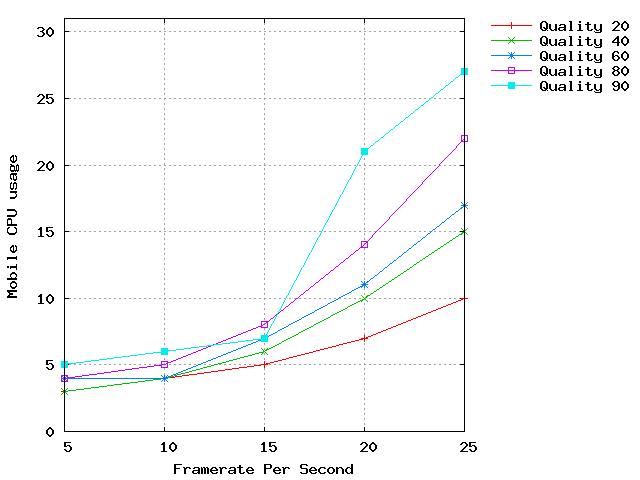 30
25
20
15
10
5
0
Mobile CPU usage
5 10 15 20 25
Framerate Per Second
Quality 20
Quality 40
Quality 60
Quality 80
Quality 90